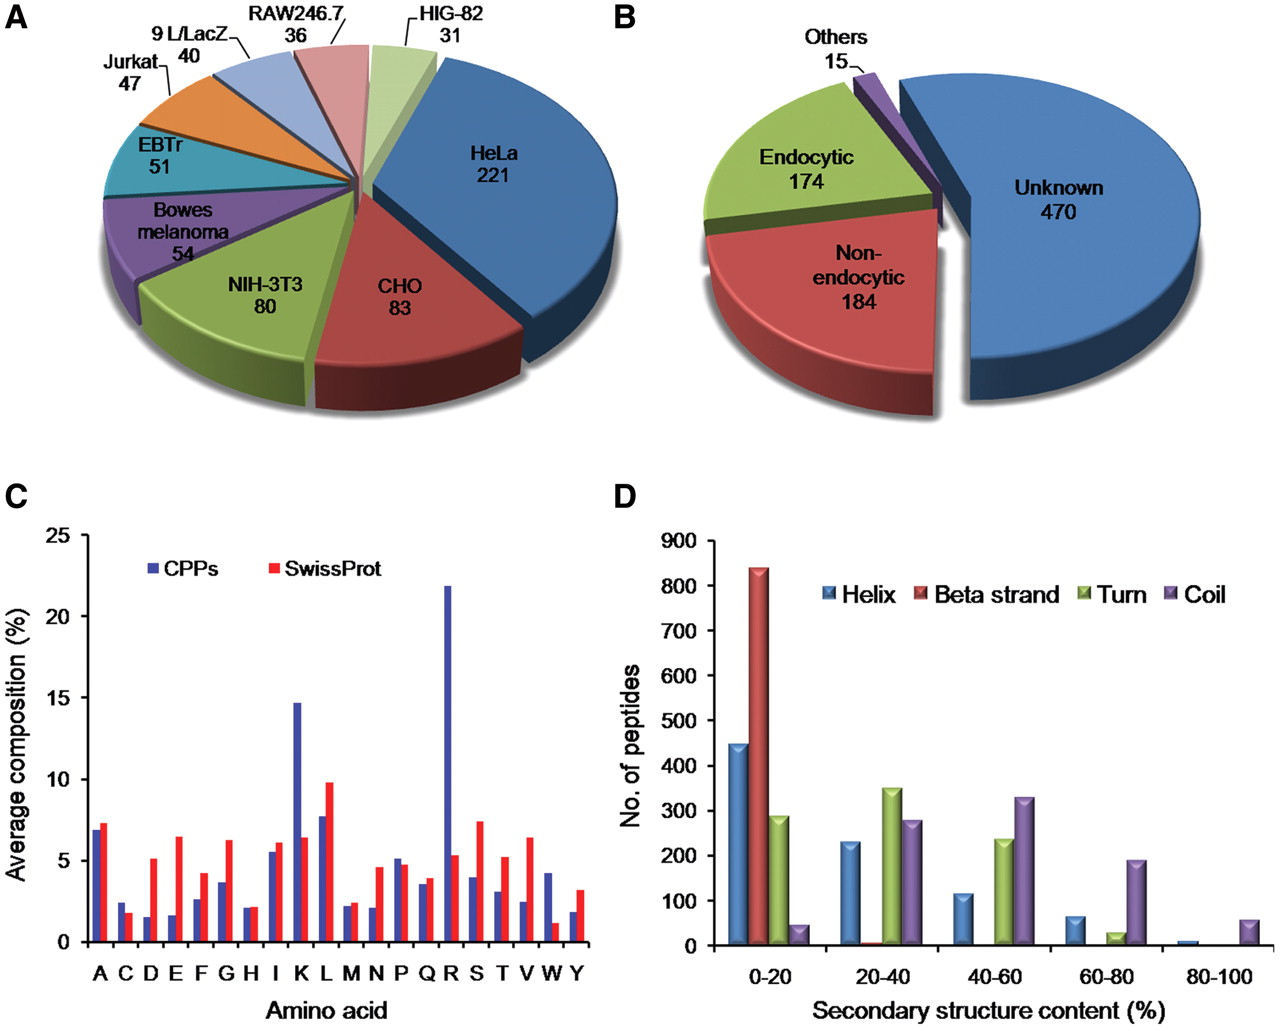 A
RAW246.7
36
HIG-82
31
9 L/LacZ
40
Jurkat
47
EBTr
51
HeLa
221
Bowes
melanoma
54
NIH-3T3
80
CHO
83
B
Others
15
Endocytic
174
Unknown
470
Non-
endocytic
184
C
25
20
15
10
5
0
Average composition (%)
CPPs SwissProt
A C D E F G H I K L M N P Q R S T V W Y
Amino acid
D
900
800
700
600
500
400
300
200
100
0
No. of peptides
Helix Beta strand Turn Coil
0-20 20-40 40-60 60-80 80-100
Secondary structure content (%)